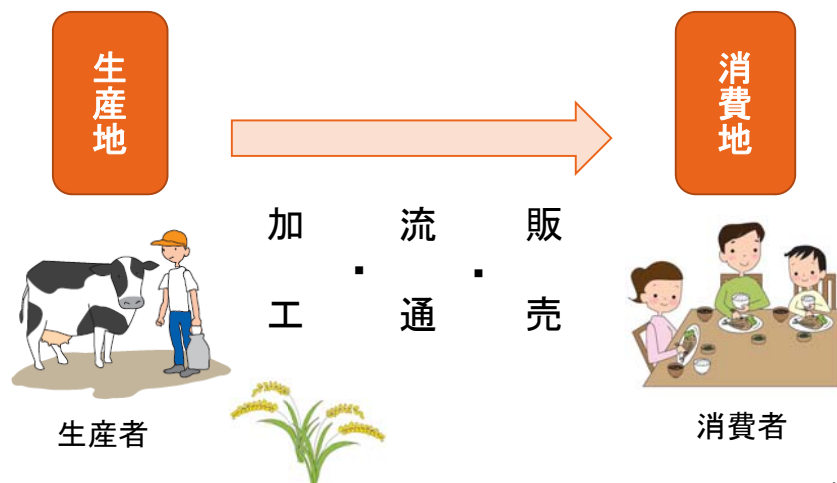 生産地
消費地
加工・流通・販売
生産者
消費者